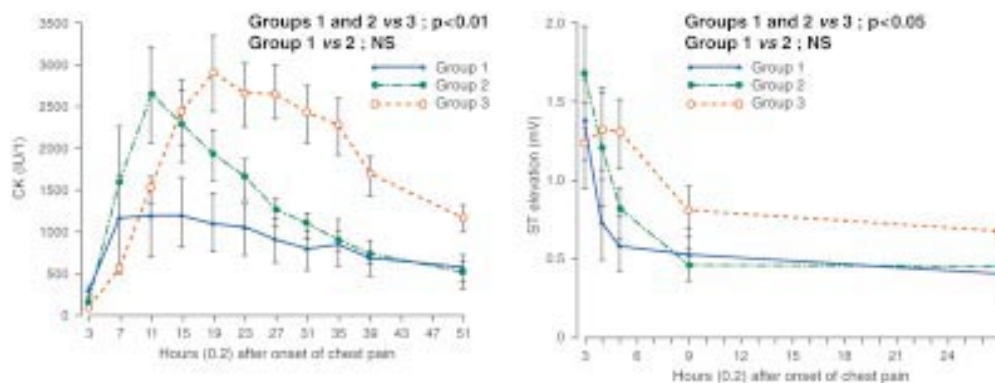 Groups 1 and 2 vs 3 ; p<0.01
Group 1 vs 2 ; NS
Group 1
Group 2
Group 3
CK (IU/1)
3500
3000
2500
2000
1500
1000
500
0
3 7 11 15 19 23 27 31 35 39 43 47 51
Hours (0.2) after onset of chest pain
Groups 1 and 2 vs 3 ; p<0.05
Group 1 vs 2 ; NS
Group 1
Group 2
Group 3
ST elevation (mV)
2.0
1.5
1.0
0.5
0
3 5 9 12 15 18 21 24
Hours (0.2) after onset of chest pain